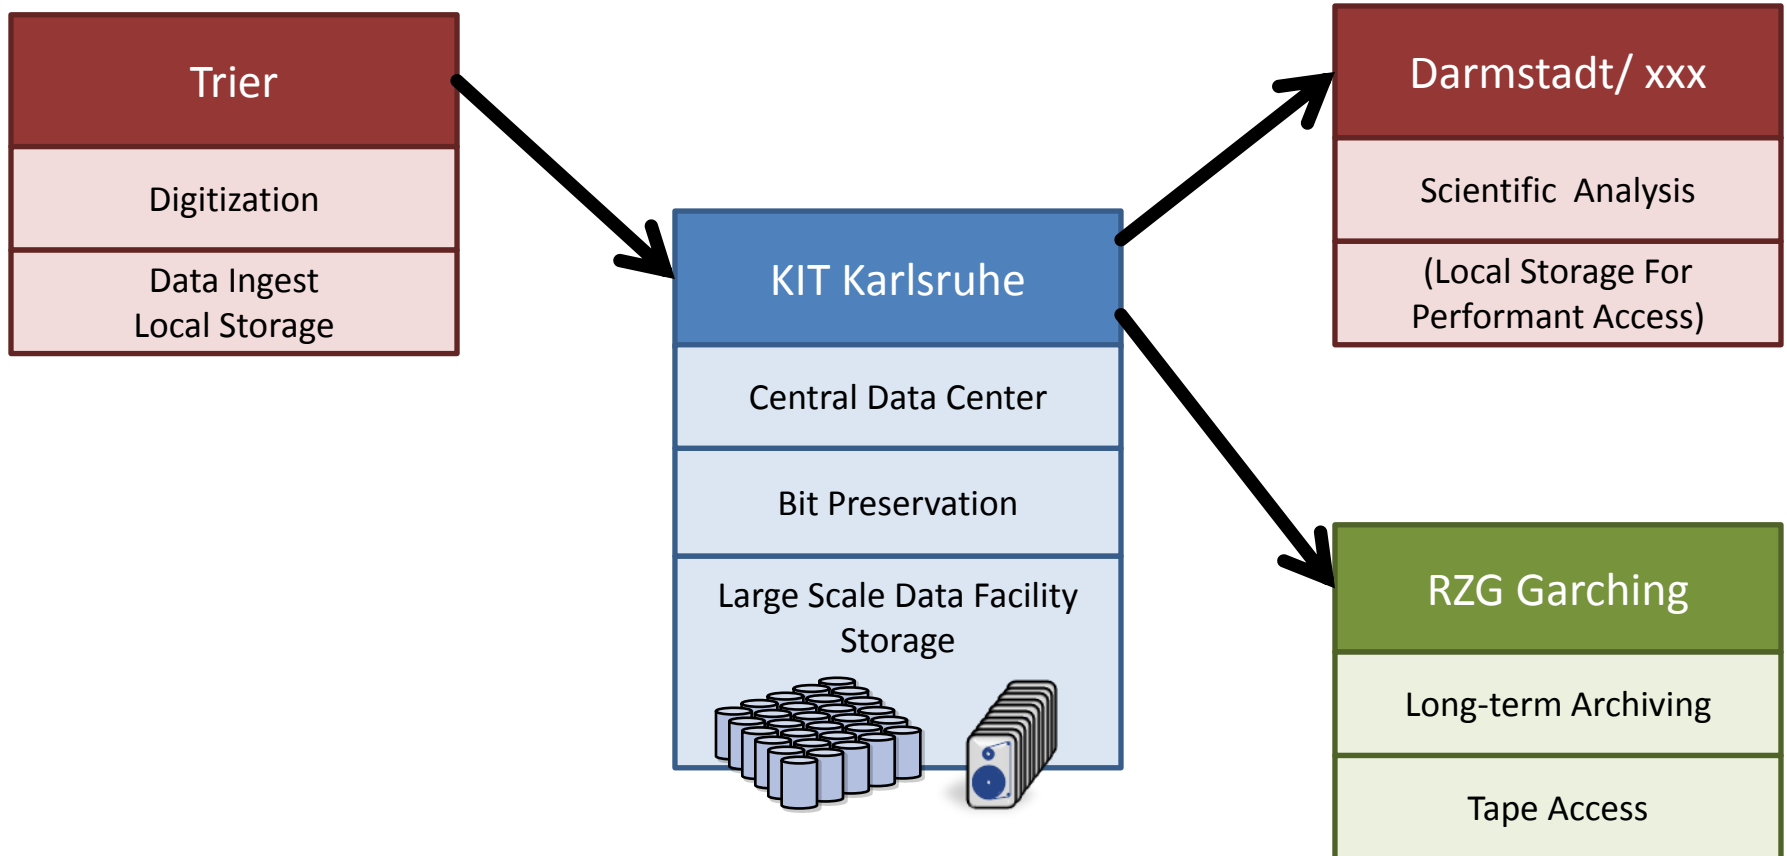 Trier
Digitization
Data Ingest
Local Storage
KIT Karlsruhe
Central Data Center
Bit Preservation
Large Scale Data Facility
Storage
Darmstadt/ xxx
Scientific Analysis
(Local Storage For
Performant Access)
RZG Garching
Long-term Archiving
Tape Access